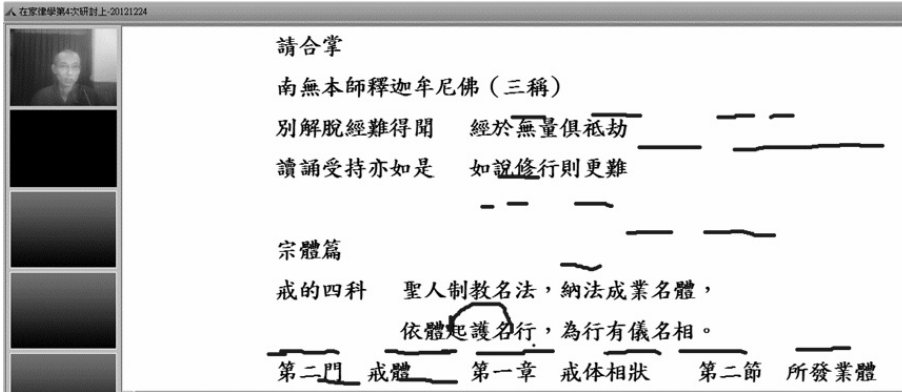 在家律學第4次研討上-20121224
請合掌
南無本師釋迦牟尼佛（三稱）
別解脫經難得聞 經於無量俱祗劫
讀誦受持亦如是 如說修行則更難
宗體篇
戒的四科 聖人制教名法，納法成業名體，
依體起護名行，為行有儀名相。
第二門 戒體 第一章 戒体相狀 第二節 所發業體